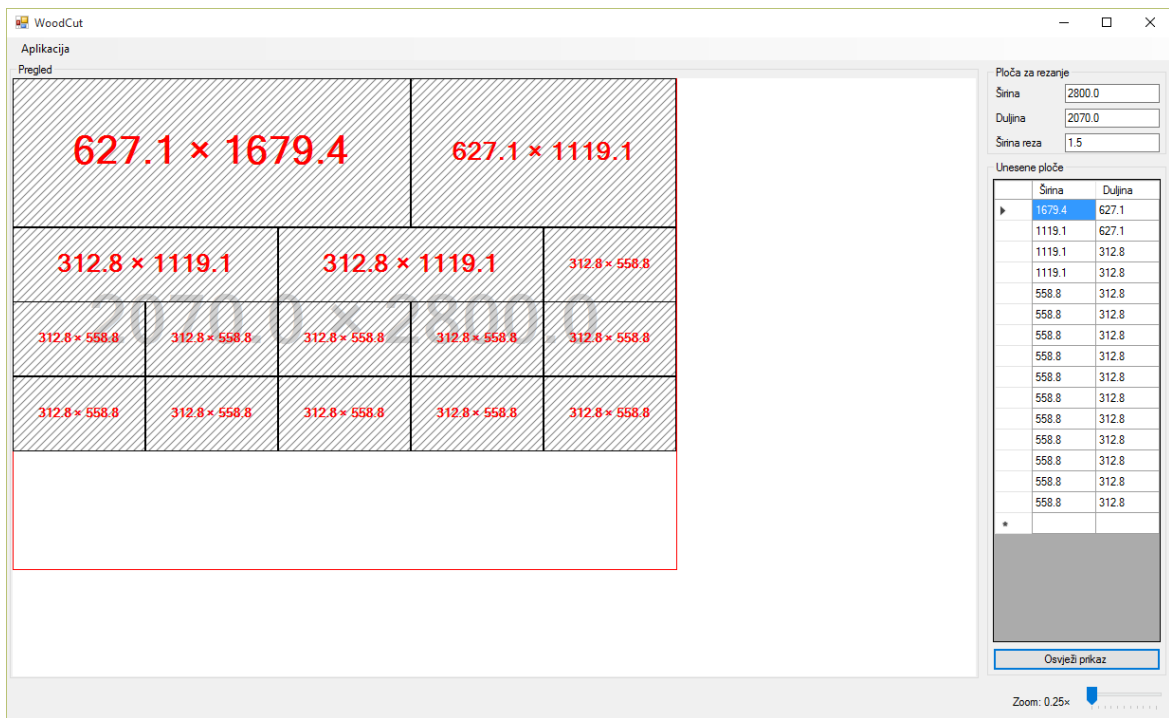 WoodCut
Aplikacija
Pregled
627.1 × 1679.4
627.1 × 1119.1
312.8 × 1119.1
312.8 × 1119.1
312.8 × 558.8
2070.0 × 2800.0
312.8 × 558.8
312.8 × 558.8
312.8 × 558.8
312.8 × 558.8
312.8 × 558.8
312.8 × 558.8
312.8 × 558.8
312.8 × 558.8
312.8 × 558.8
312.8 × 558.8
Ploča za rezanje
Širina 2800.0
Duljina 2070.0
Širina reza 1.5
Unesene ploče
Širina Duljina
1679.4 627.1
1119.1 627.1
1119.1 312.8
1119.1 312.8
558.8 312.8
558.8 312.8
558.8 312.8
558.8 312.8
558.8 312.8
558.8 312.8
558.8 312.8
558.8 312.8
558.8 312.8
558.8 312.8
558.8 312.8
*
Osvježi prikaz
Zoom: 0.25×